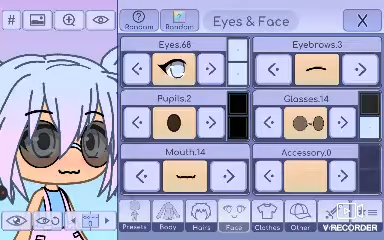 #
?
Random
Random
Eyes & Face
X
Eyes.68
Eyebrows.3
Pupils.2
Glasses.14
Mouth.14
Accessory.0
Presets
Body
Hairs
Face
Clothes
Other
V RECORDER